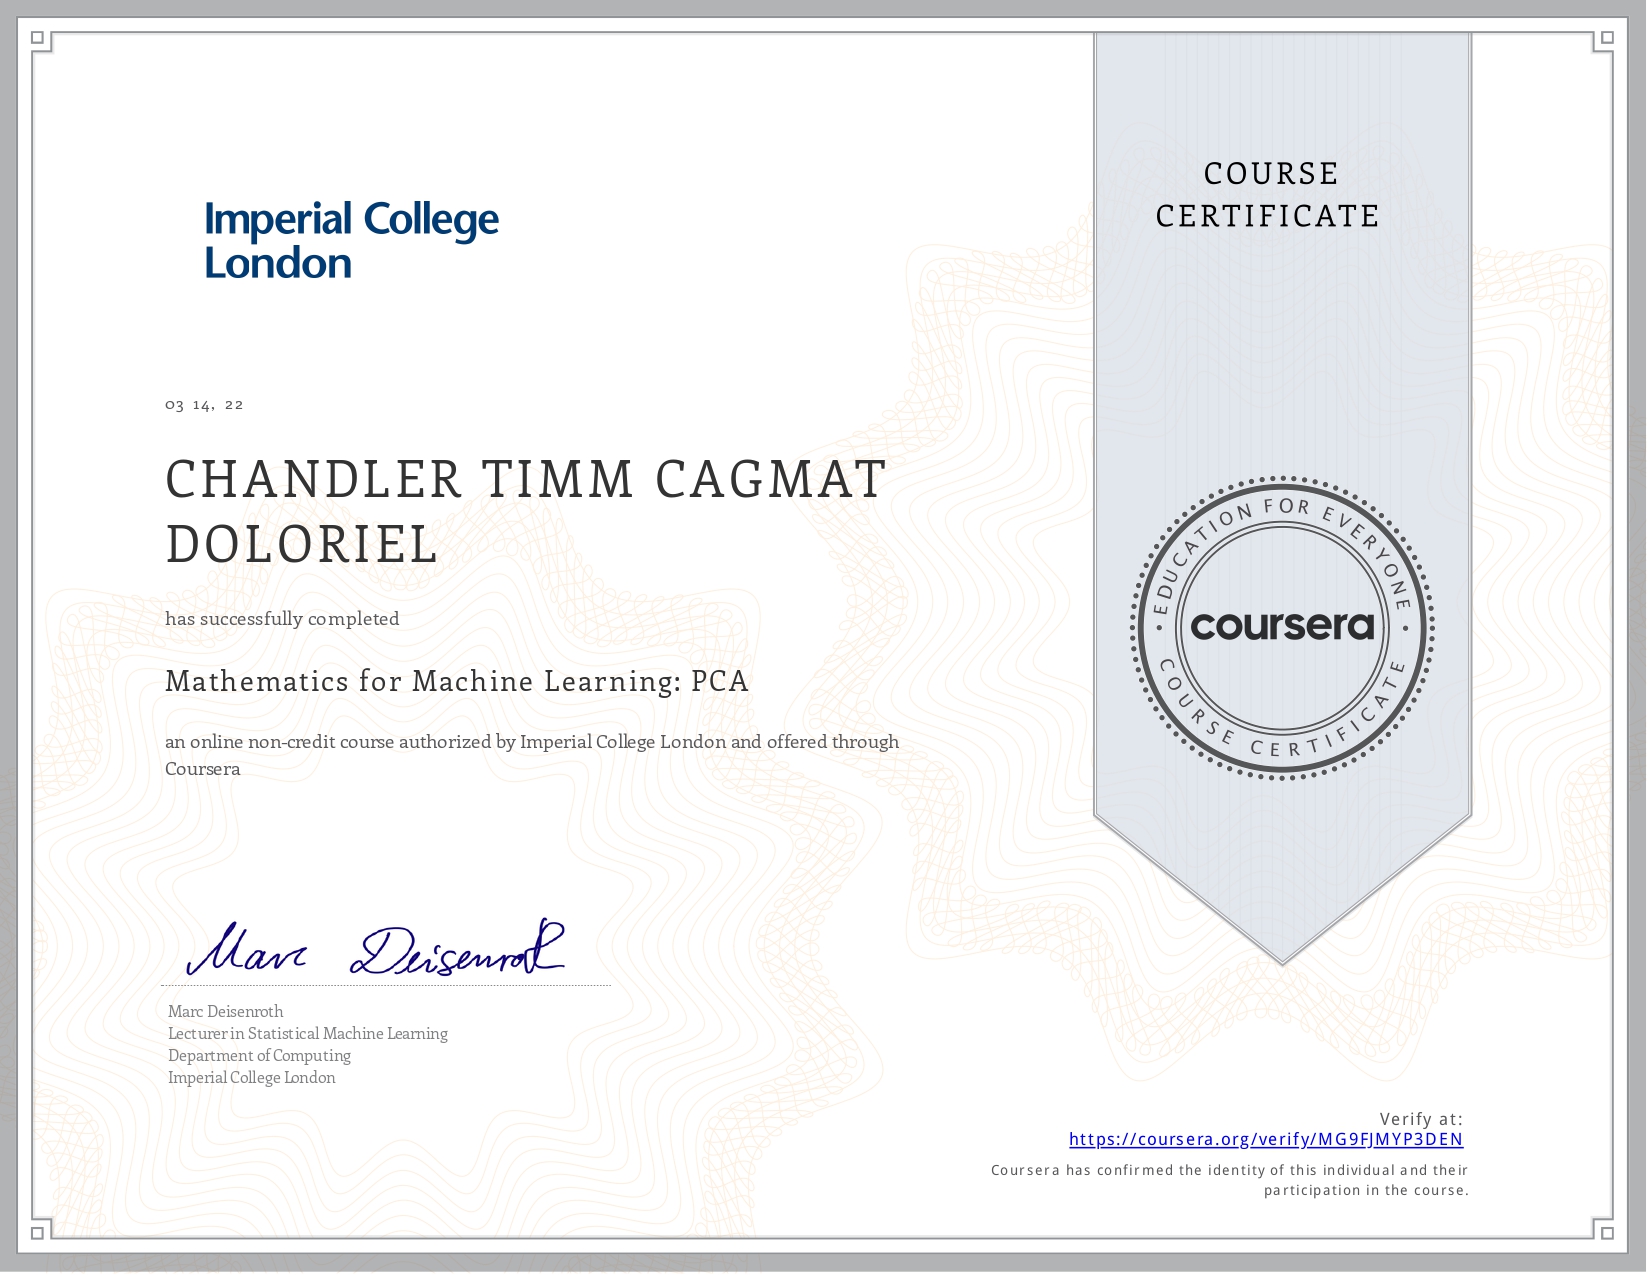 Imperial College
London
COURSE
CERTIFICATE
03 14, 22
CHANDLER TIMM CAGMAT
DOLORIEL
has successfully completed
Mathematics for Machine Learning: PCA
an online non-credit course authorized by Imperial College London and offered through
Coursera
EDUCATION FOR EVERYONE
coursera
COURSE CERTIFICATE
Marc Deisenroth
Marc Deisenroth
Lecturer in Statistical Machine Learning
Department of Computing
Imperial College London
Verify at:
https://coursera.org/verify/MG9FJMYP3DEN
Coursera has confirmed the identity of this individual and their
participation in the course.